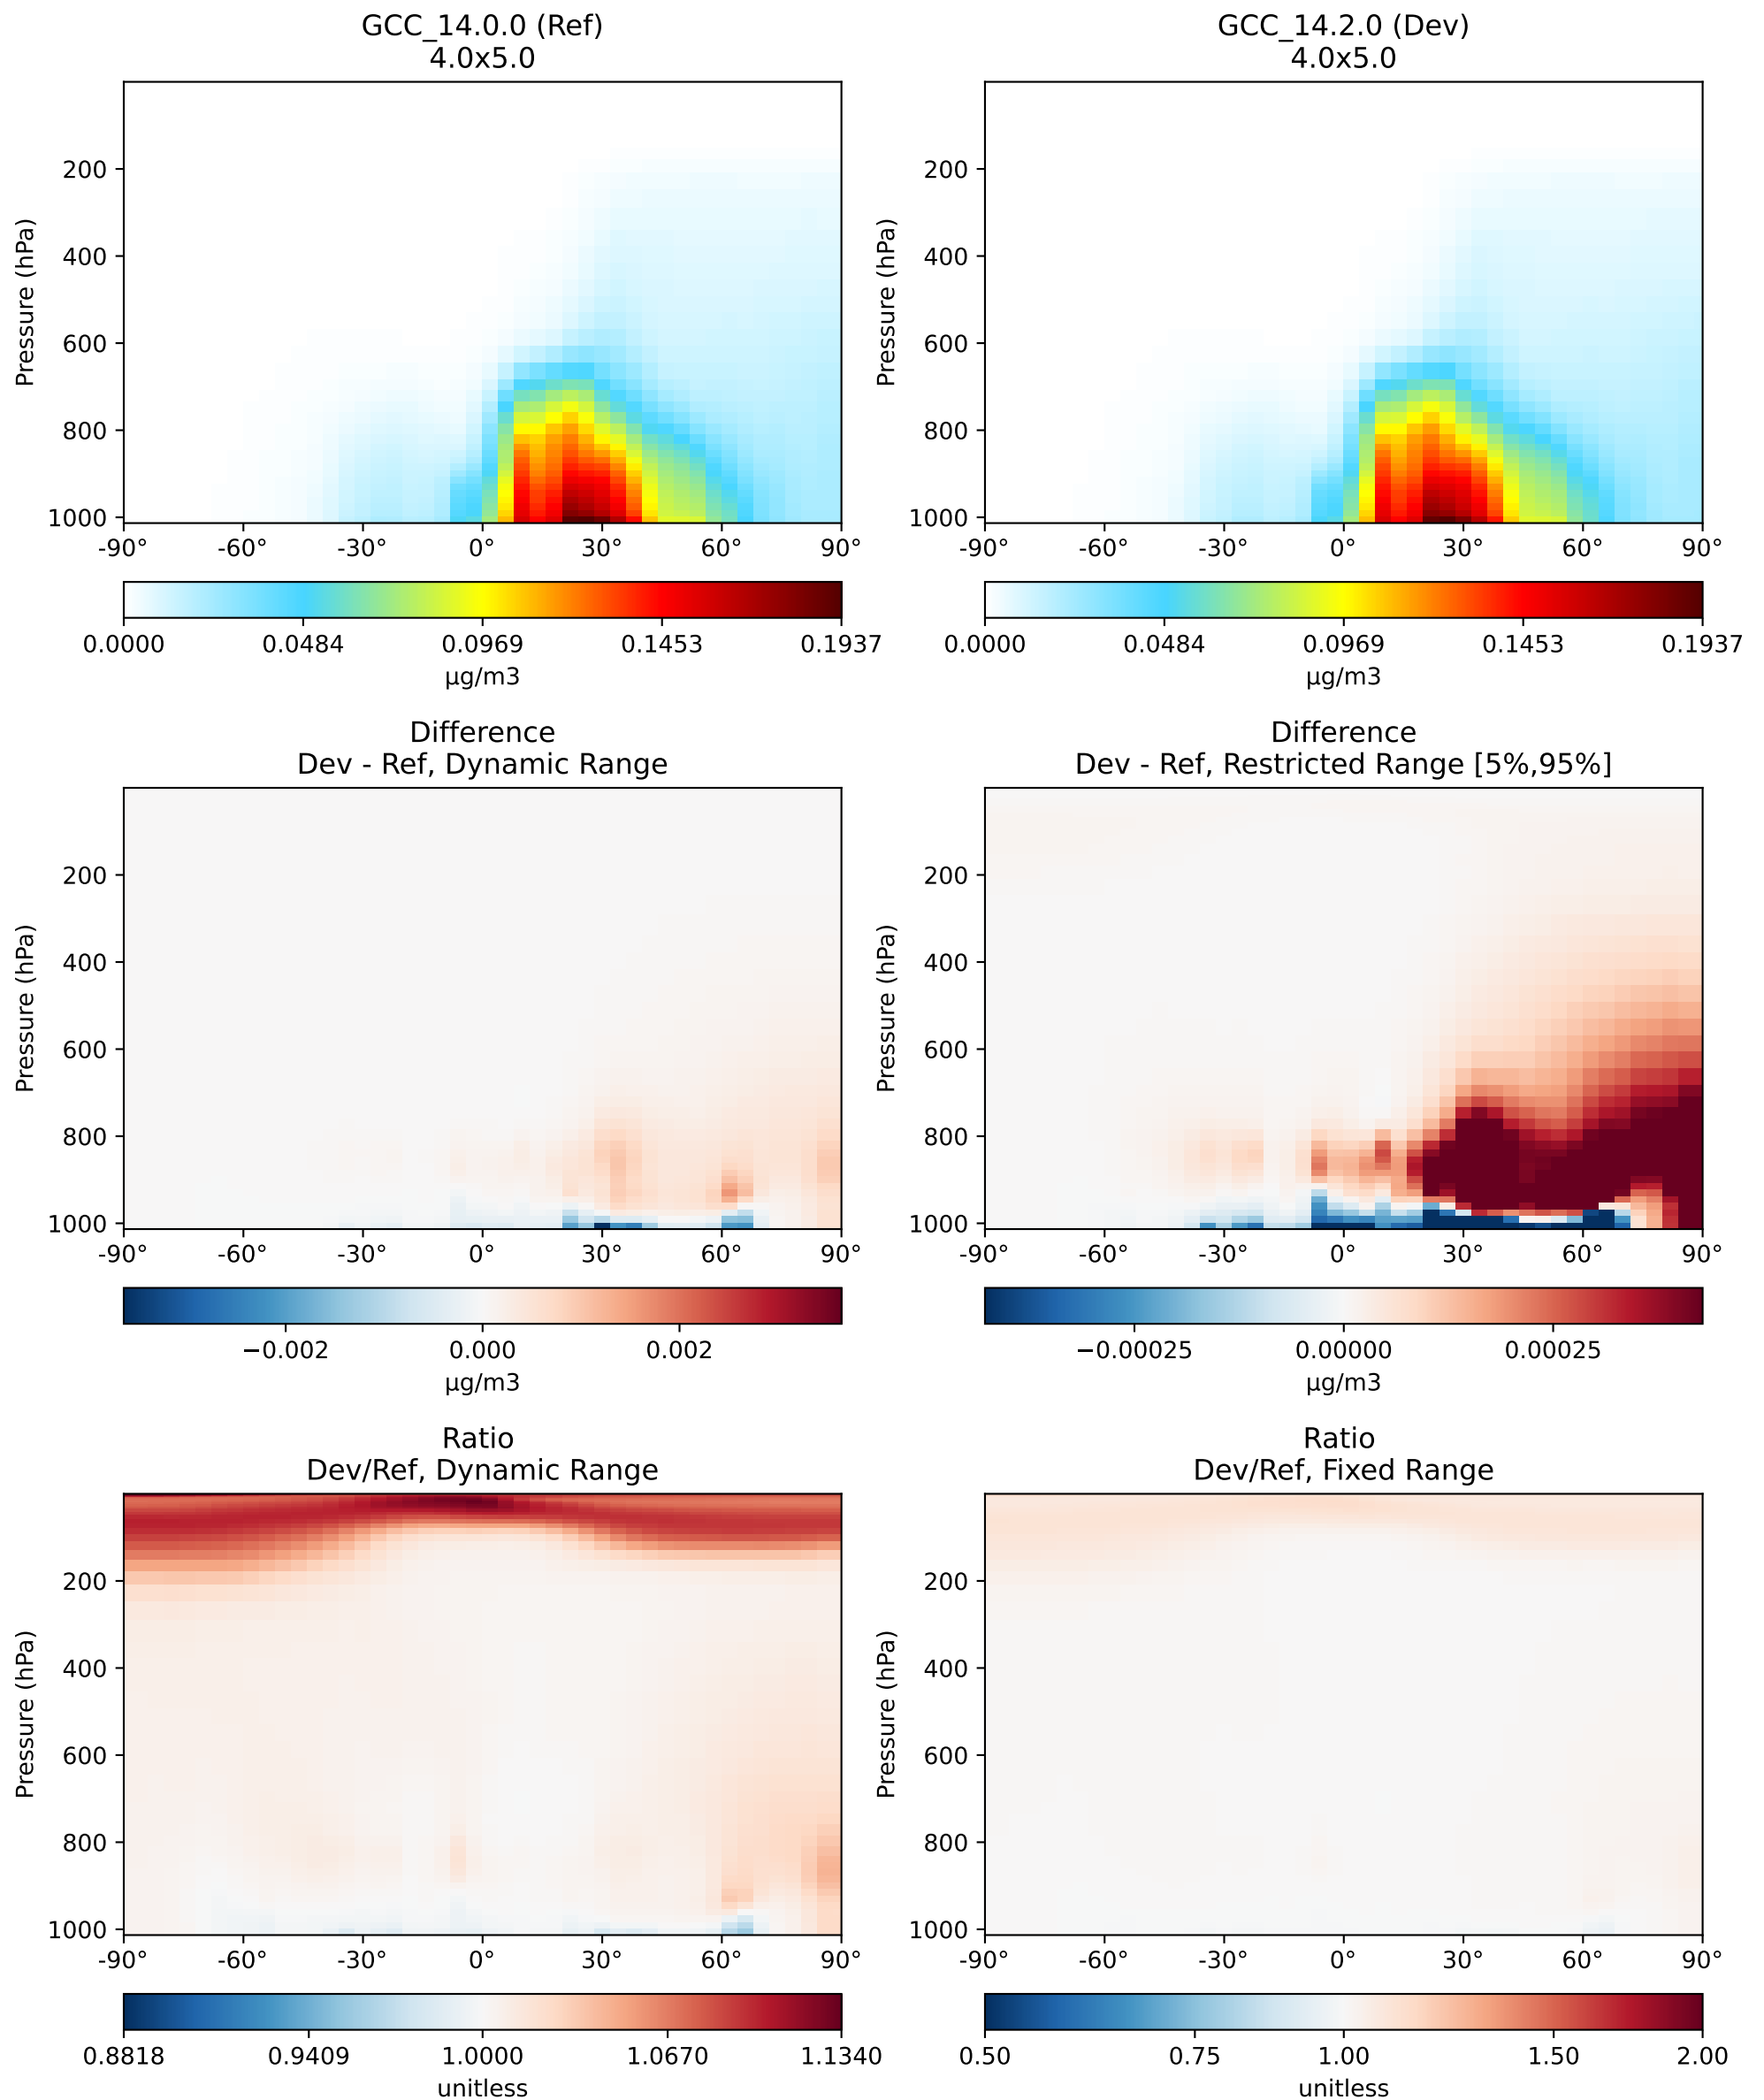 GCC_14.0.0 (Ref)
4.0x5.0
Pressure (hPa)
200
400
600
800
1000
-90° -60° -30° 0° 30° 60° 90°
0.0000 0.0484 0.0969 0.1453 0.1937
µg/m3
GCC_14.2.0 (Dev)
4.0x5.0
Pressure (hPa)
200
400
600
800
1000
-90° -60° -30° 0° 30° 60° 90°
0.0000 0.0484 0.0969 0.1453 0.1937
µg/m3
Difference
Dev - Ref, Dynamic Range
Pressure (hPa)
200
400
600
800
1000
-90° -60° -30° 0° 30° 60° 90°
−0.002 0.000 0.002
µg/m3
Difference
Dev - Ref, Restricted Range [5%,95%]
Pressure (hPa)
200
400
600
800
1000
-90° -60° -30° 0° 30° 60° 90°
−0.00025 0.00000 0.00025
µg/m3
Ratio
Dev/Ref, Dynamic Range
Pressure (hPa)
200
400
600
800
1000
-90° -60° -30° 0° 30° 60° 90°
0.8818 0.9409 1.0000 1.0670 1.1340
unitless
Ratio
Dev/Ref, Fixed Range
Pressure (hPa)
200
400
600
800
1000
-90° -60° -30° 0° 30° 60° 90°
0.50 0.75 1.00 1.50 2.00
unitless